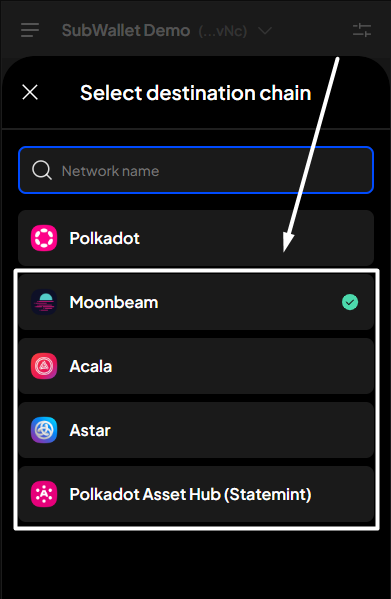 SubWallet Demo (...vNc)
Select destination chain
Network name
Polkadot
Moonbeam
Acala
Astar
Polkadot Asset Hub (Statemint)